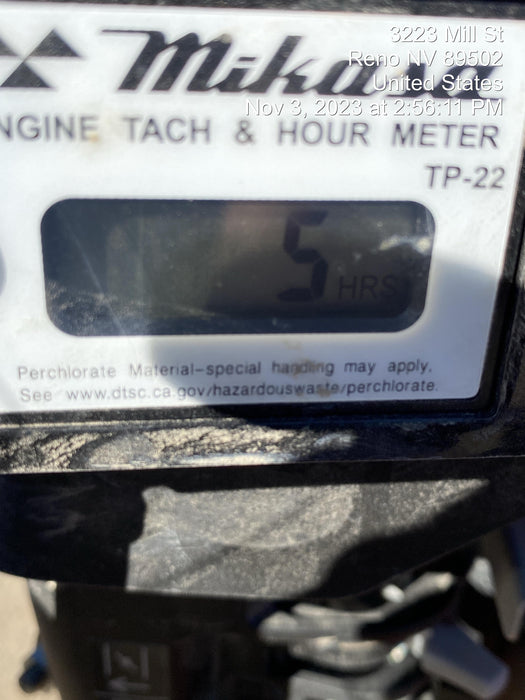 3223 Mill St
Reno NV 89502
United States
Nov 3, 2023 at 2:56:11 PM
Mikasa
ENGINE TACH & HOUR METER
TP-22
5 HRS
Perchlorate Material-special handling may apply.
See www.dtsc.ca.gov/hazardouswaste/perchlorate.